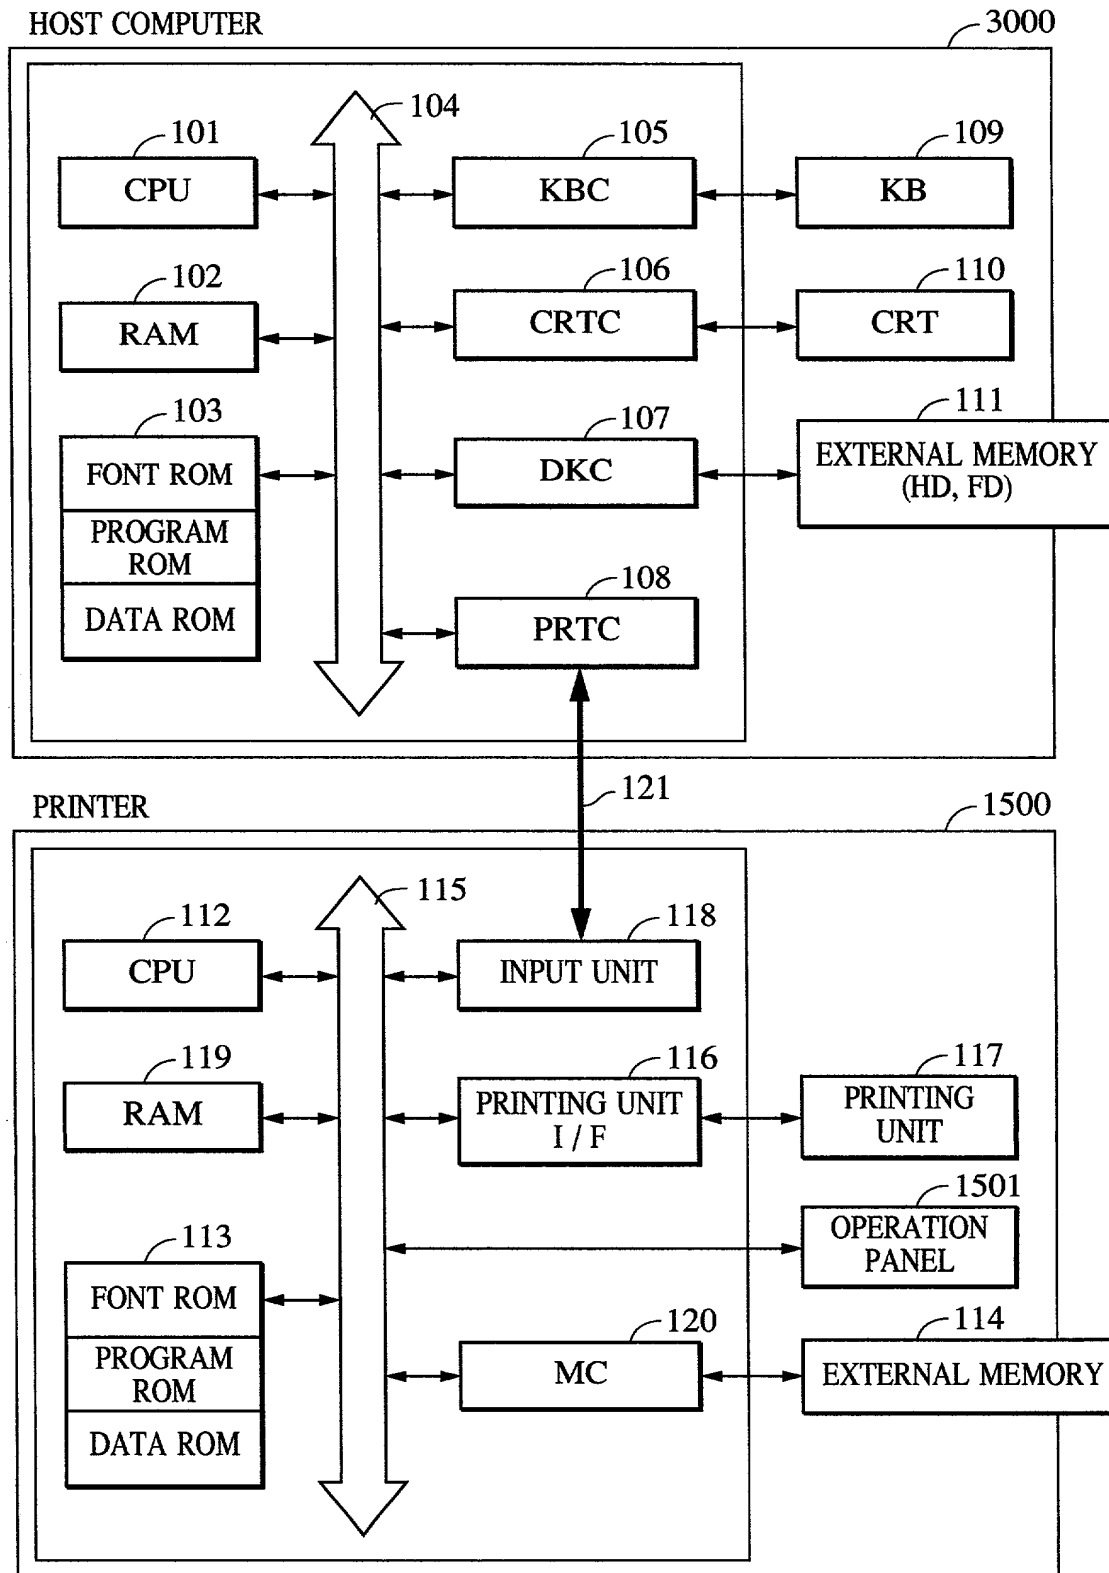 HOST COMPUTER
3000
104
101
CPU
105
KBC
109
KB
102
RAM
106
CRTC
110
CRT
103
FONT ROM
PROGRAM
ROM
DATA ROM
107
DKC
111
EXTERNAL MEMORY
(HD, FD)
108
PRTC
121
PRINTER
1500
115
112
CPU
118
INPUT UNIT
119
RAM
116
PRINTING UNIT
I / F
117
PRINTING
UNIT
1501
OPERATION
PANEL
113
FONT ROM
PROGRAM
ROM
DATA ROM
120
MC
114
EXTERNAL MEMORY